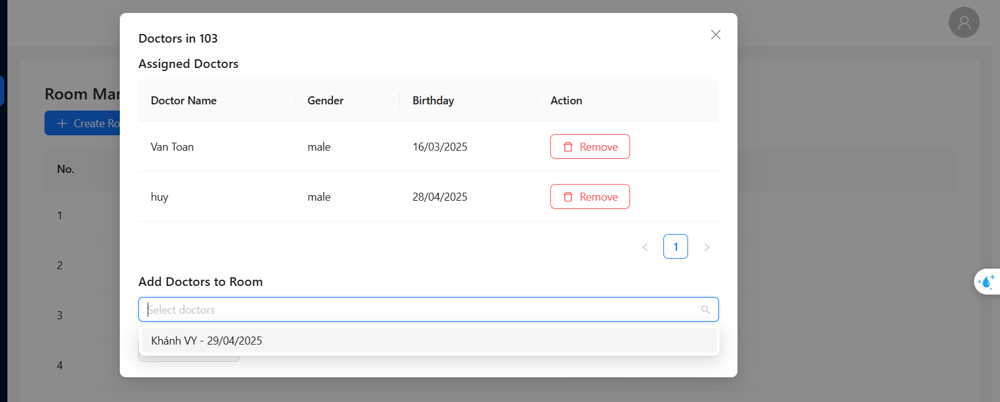 Doctors in 103
Assigned Doctors
Doctor Name Gender Birthday Action
Van Toan male 16/03/2025 Remove
huy male 28/04/2025 Remove
1
Add Doctors to Room
Select doctors
Khánh VY - 29/04/2025
Room Mar
Create Ro
No.
1
2
3
4